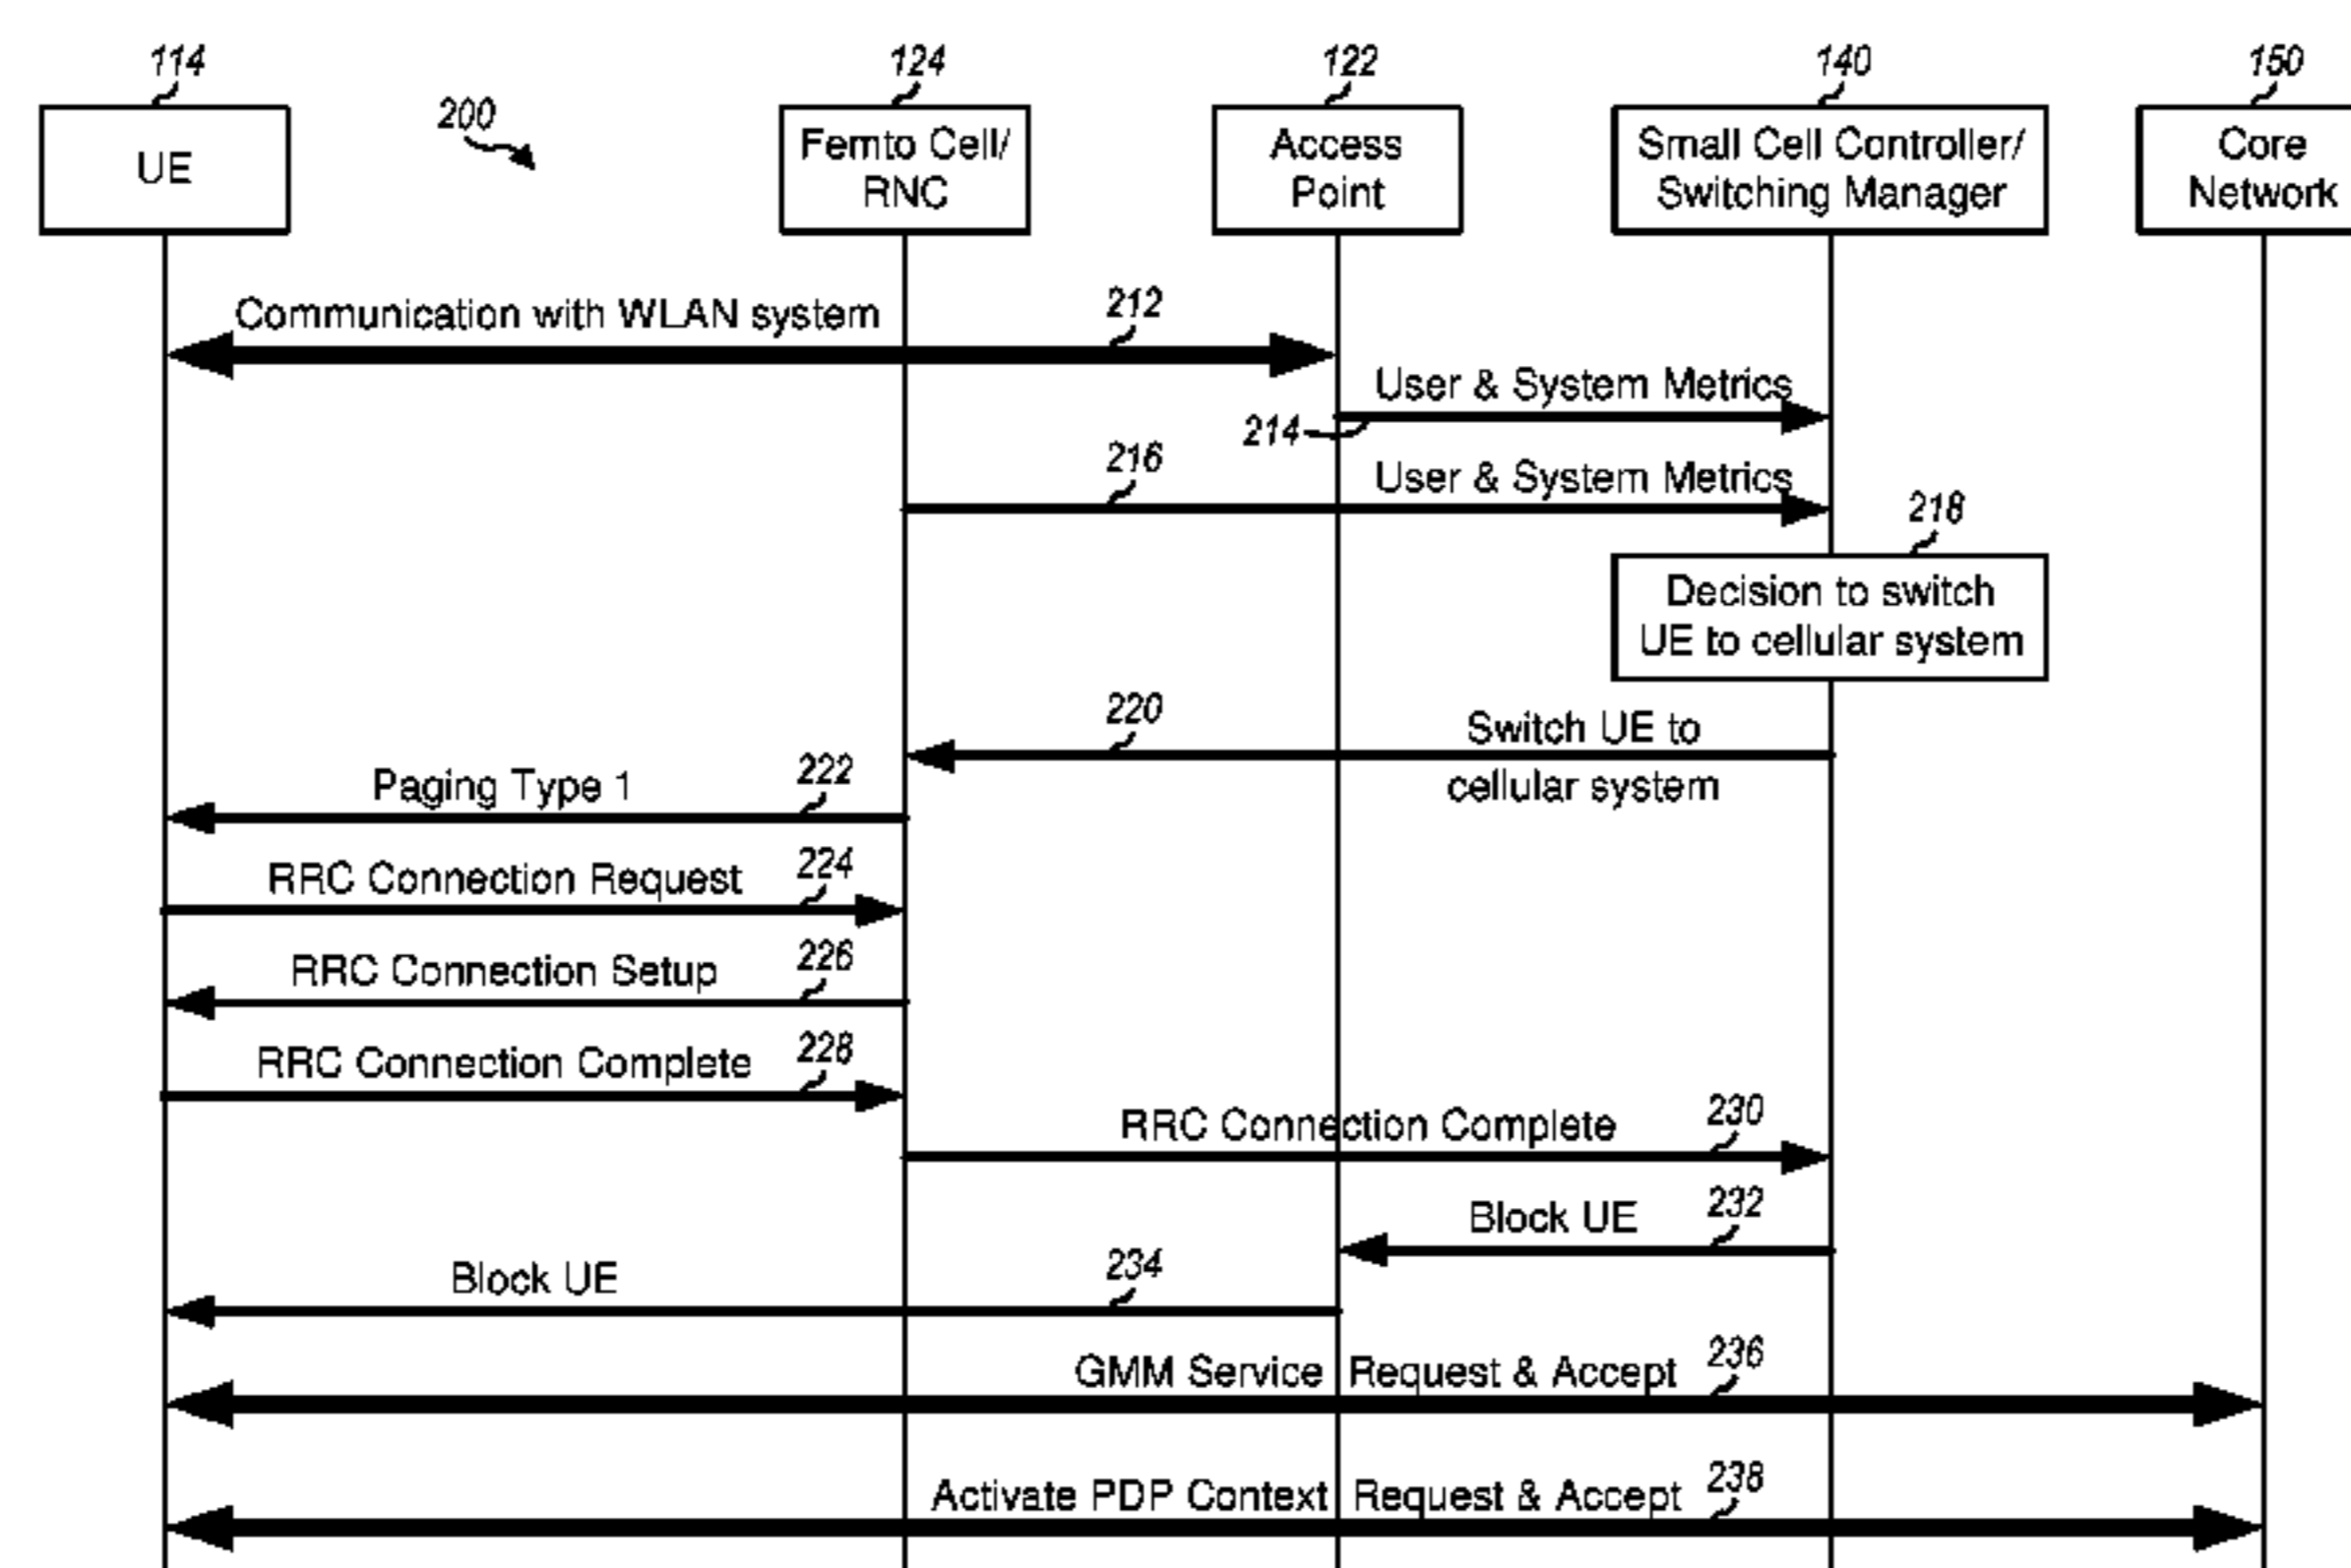 114
124
122
140
150
200
UE
Femto Cell/
RNC
Access
Point
Small Cell Controller/
Switching Manager
Core
Network
Communication with WLAN system
212
User & System Metrics
214
216
User & System Metrics
218
Decision to switch
UE to cellular system
220
Switch UE to
cellular system
Paging Type 1
222
RRC Connection Request
224
RRC Connection Setup
226
RRC Connection Complete
228
RRC Connection Complete
230
Block UE
232
Block UE
234
GMM Service Request & Accept
236
Activate PDP Context Request & Accept
238